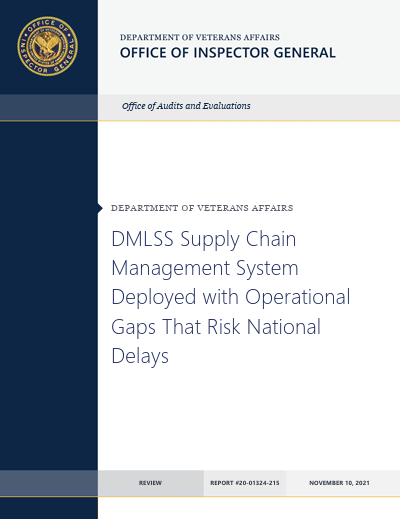 OFFICE OF
INSPECTOR GENERAL
DEPARTMENT OF VETERANS AFFAIRS
OFFICE OF INSPECTOR GENERAL
Office of Audits and Evaluations
DEPARTMENT OF VETERANS AFFAIRS
DMLSS Supply Chain
Management System
Deployed with Operational
Gaps That Risk National
Delays
REVIEW
REPORT #20-01324-215
NOVEMBER 10, 2021